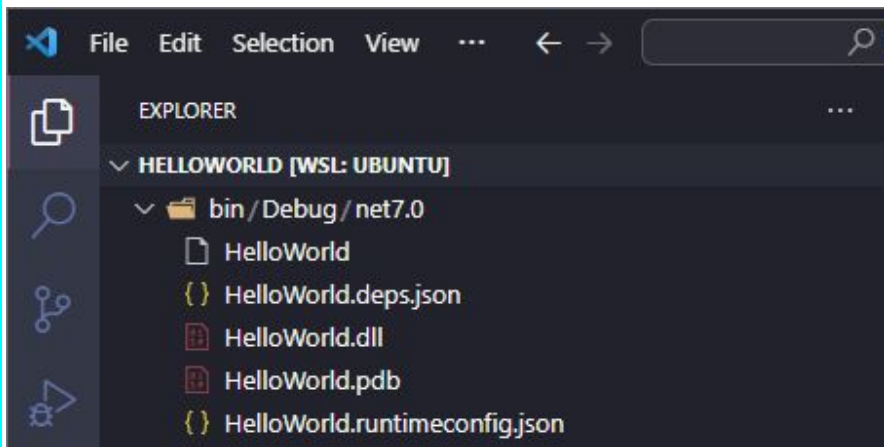 File Edit Selection View ...
EXPLORER ...
HELLOWORLD [WSL: UBUNTU]
bin/Debug/net7.0
HelloWorld
{} HelloWorld.deps.json
HelloWorld.dll
HelloWorld.pdb
{} HelloWorld.runtimeconfig.json